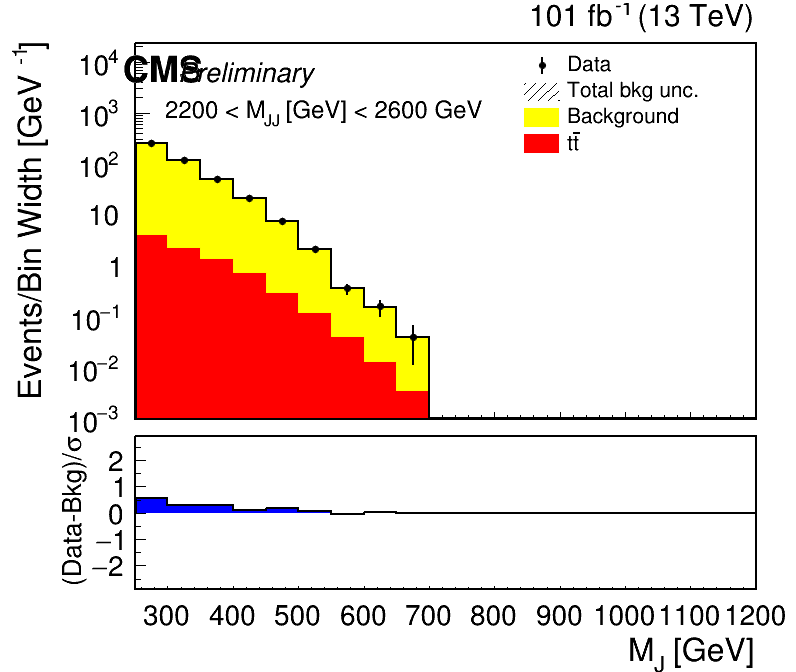 101 fb⁻¹ (13 TeV)
CMS Preliminary
2200 < M_JJ [GeV] < 2600 GeV
Data
Total bkg unc.
Background
tt̄
Events/Bin Width [GeV⁻¹]
10⁴
10³
10²
10
1
10⁻¹
10⁻²
10⁻³
(Data-Bkg)/σ
2
1
0
−1
−2
300 400 500 600 700 800 900 1000 1100 1200
M_J [GeV]